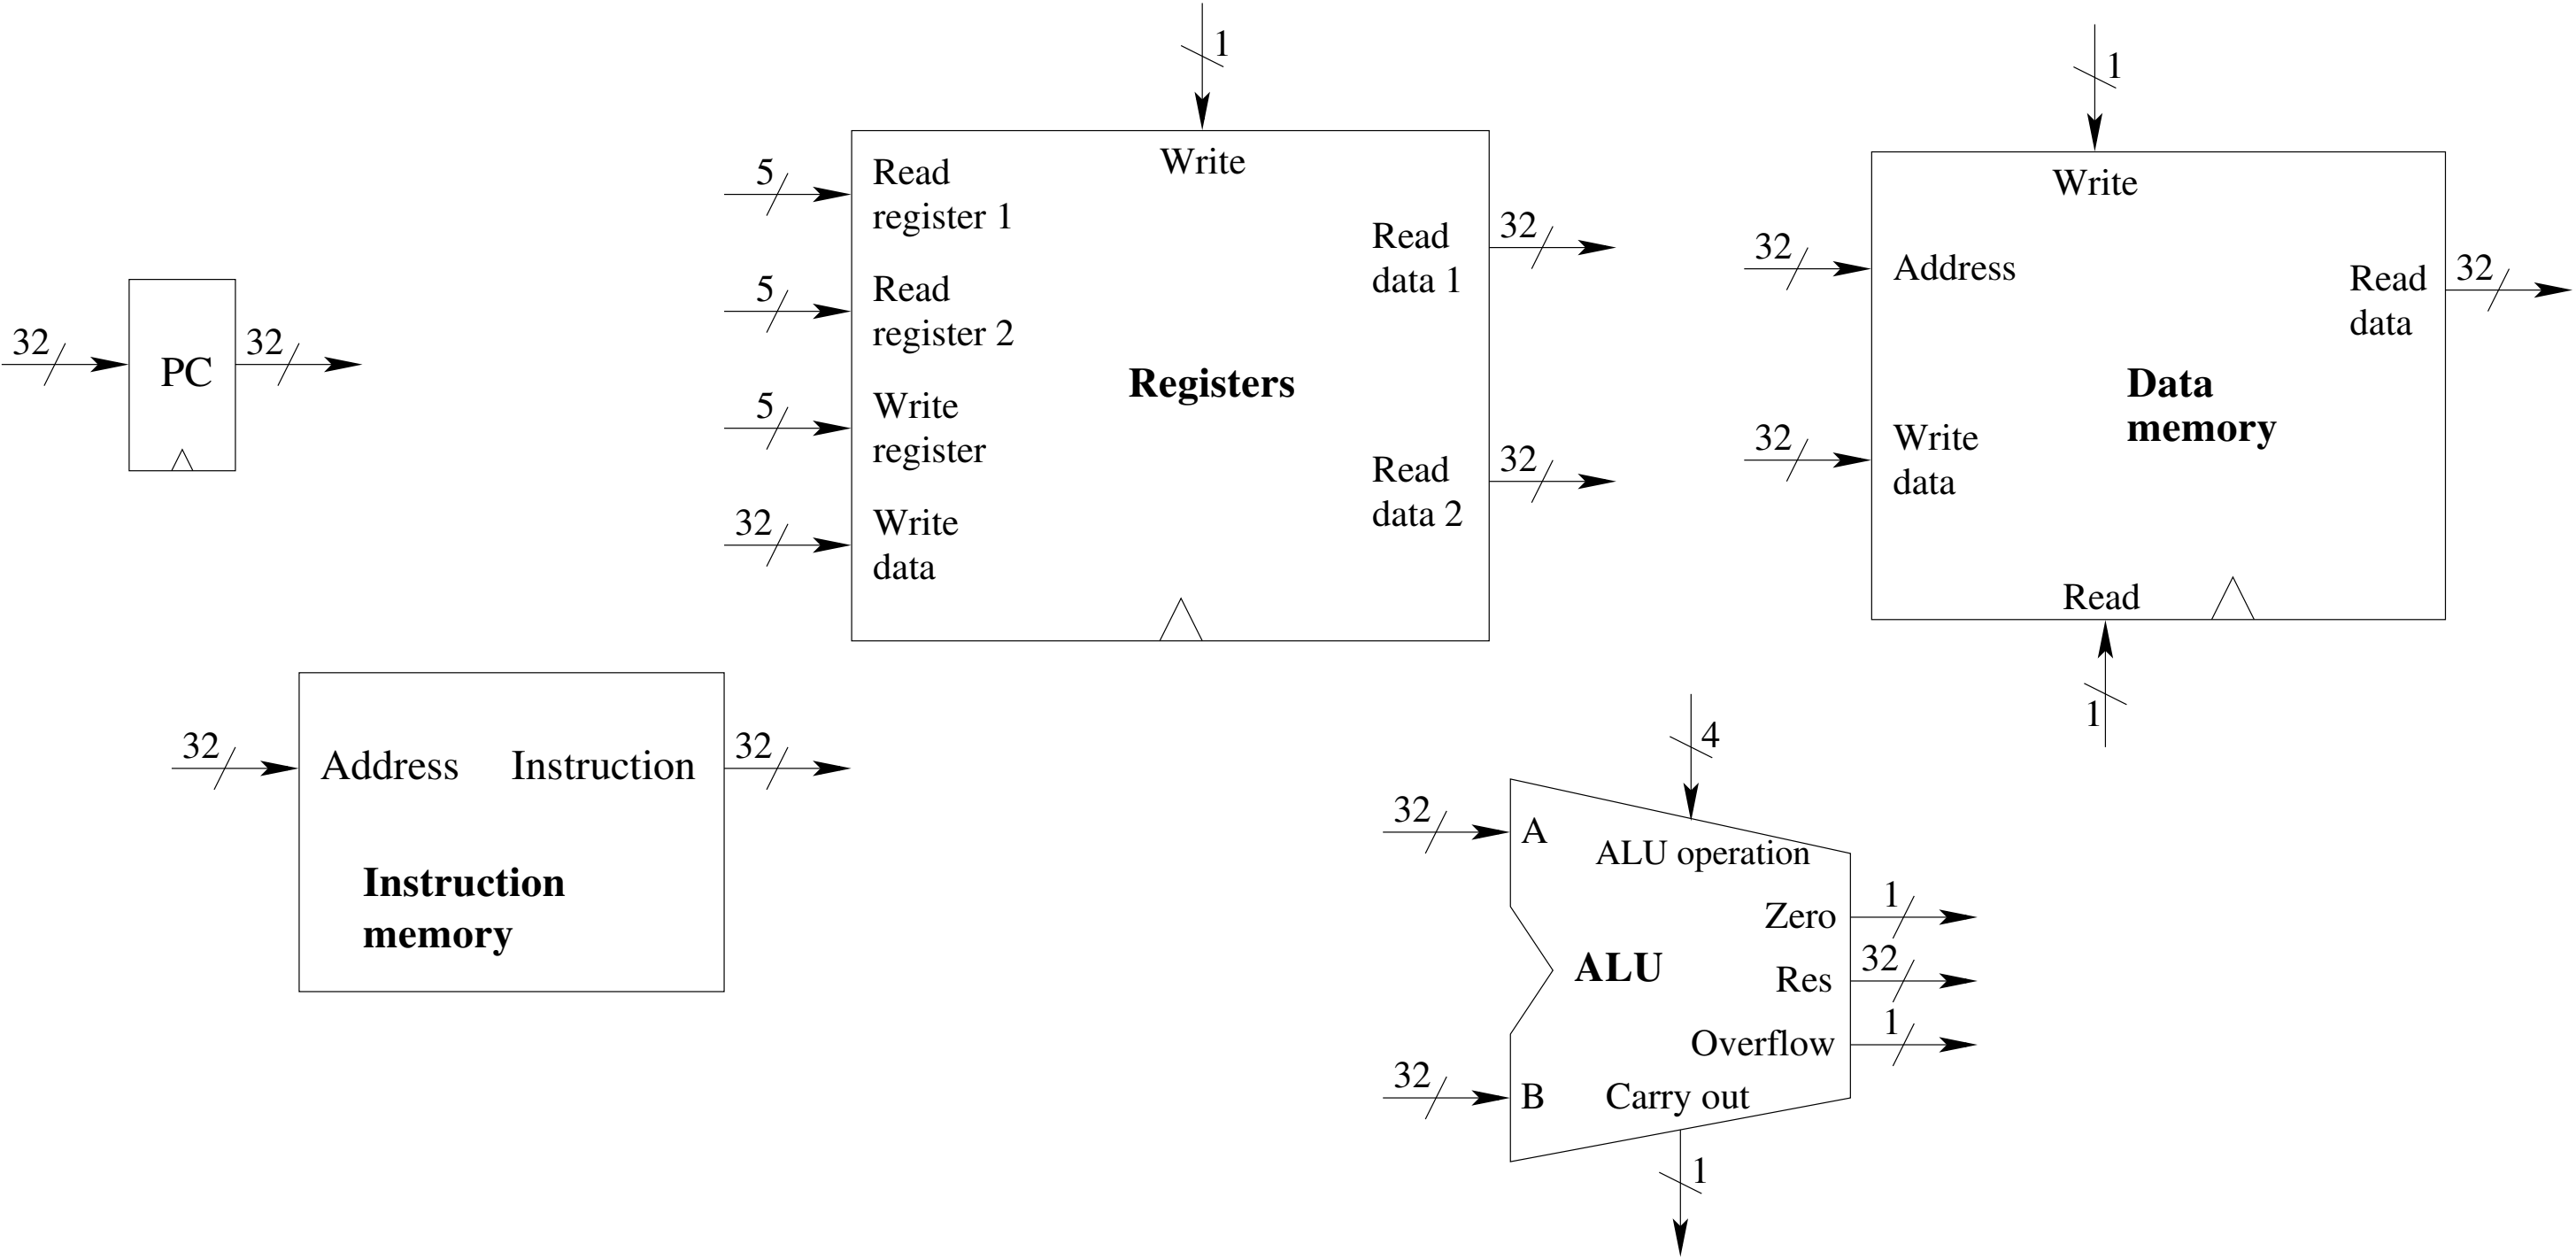 32
PC
32
1
Write
5
Read
register 1
5
Read
register 2
5
Write
register
32
Write
data
Registers
Read
data 1
32
Read
data 2
32
1
Write
32
Address
32
Write
data
Data
memory
Read
data
32
Read
1
32
Address
Instruction
32
Instruction
memory
4
ALU operation
32
A
32
B
ALU
Zero
1
Res
32
Overflow
1
Carry out
1